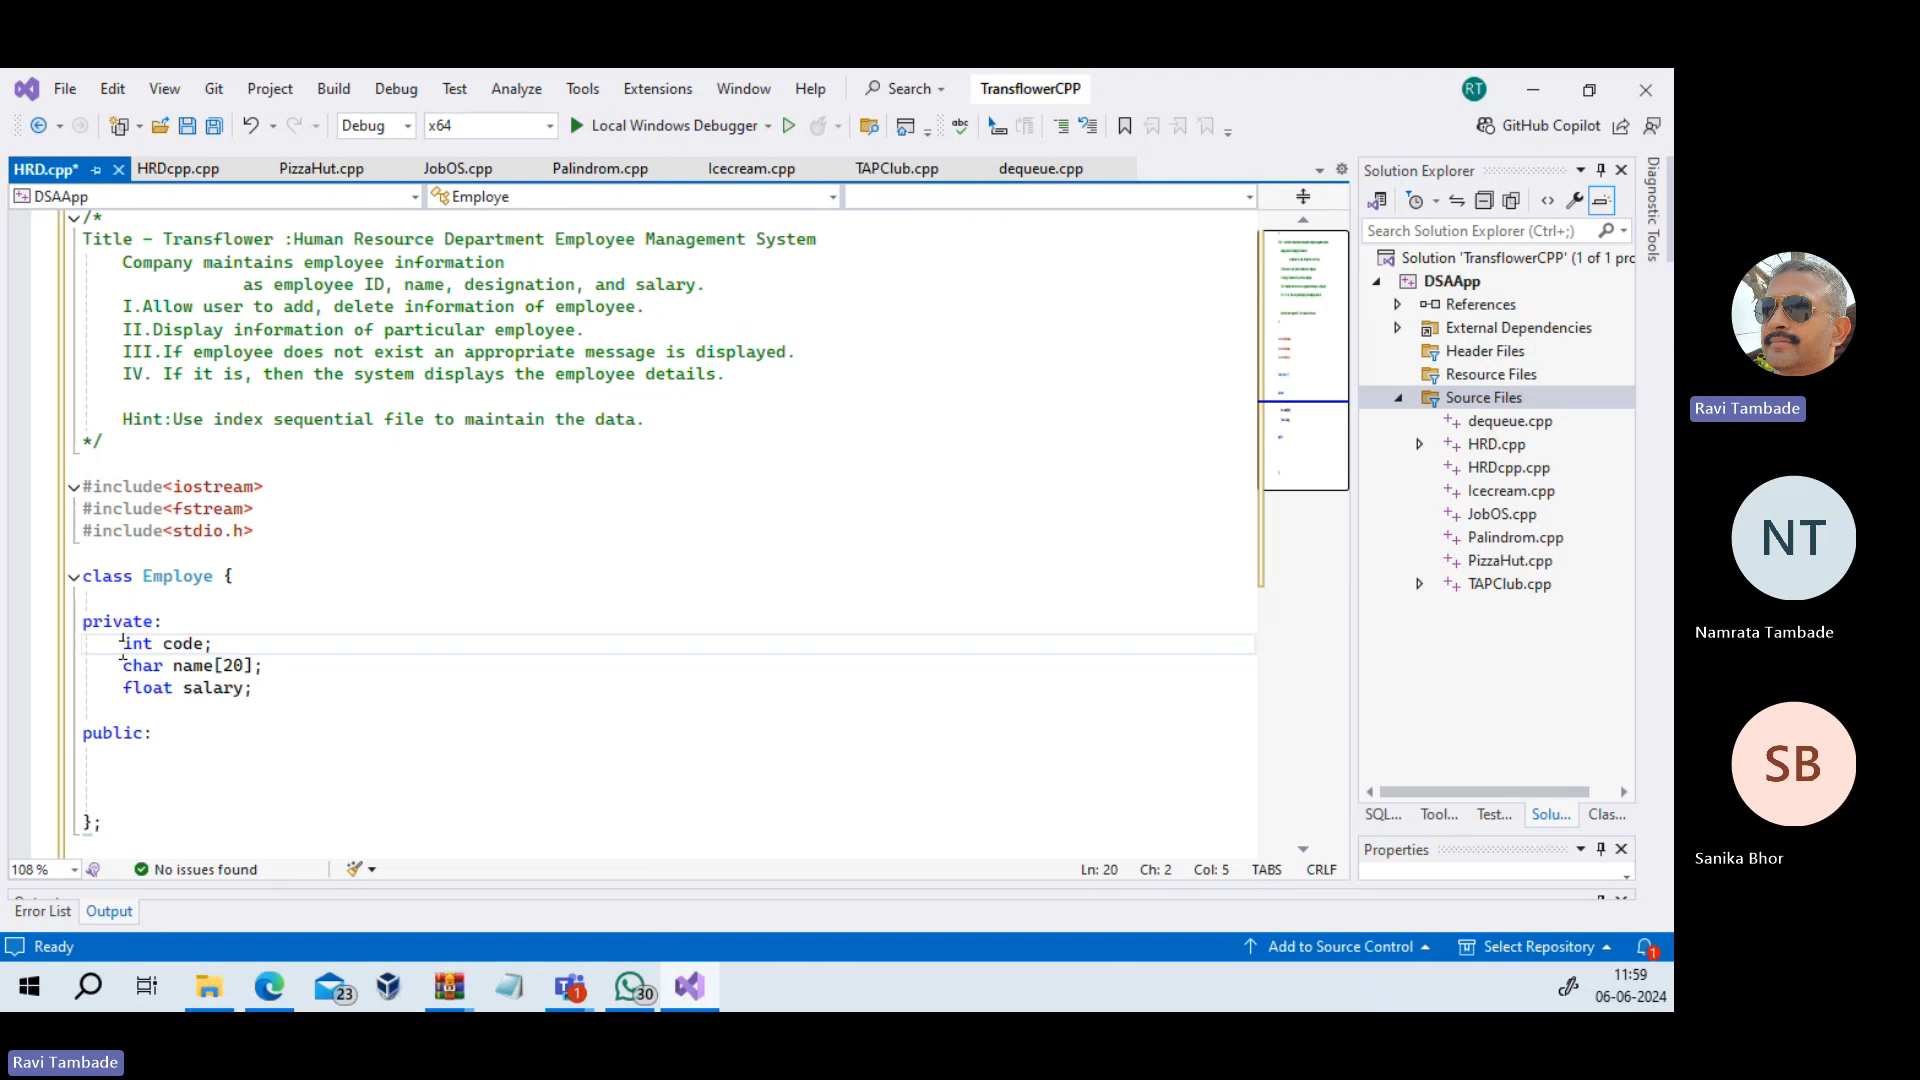 File Edit View Git Project Build Debug Test Analyze Tools Extensions Window Help Search TransflowerCPP RT
Debug x64 Local Windows Debugger GitHub Copilot
HRD.cpp* HRDcpp.cpp PizzaHut.cpp JobOS.cpp Palindrom.cpp Icecream.cpp TAPClub.cpp dequeue.cpp
DSAApp Employe
/*
Title - Transflower :Human Resource Department Employee Management System
Company maintains employee information
as employee ID, name, designation, and salary.
I.Allow user to add, delete information of employee.
II.Display information of particular employee.
III.If employee does not exist an appropriate message is displayed.
IV. If it is, then the system displays the employee details.
Hint:Use index sequential file to maintain the data.
*/
#include<iostream>
#include<fstream>
#include<stdio.h>
class Employe {
private:
int code;
char name[20];
float salary;
public:
};
108 % No issues found Ln: 20 Ch: 2 Col: 5 TABS CRLF
Error List Output
Ready Add to Source Control Select Repository 1
Solution Explorer
Search Solution Explorer (Ctrl+;)
Solution 'TransflowerCPP' (1 of 1 prc
DSAApp
References
External Dependencies
Header Files
Resource Files
Source Files
dequeue.cpp
HRD.cpp
HRDcpp.cpp
Icecream.cpp
JobOS.cpp
Palindrom.cpp
PizzaHut.cpp
TAPClub.cpp
SQL... Tool... Test... Solu... Clas...
Properties
Diagnostic Tools
23 1 30
11:59
06-06-2024
Ravi Tambade
NT
Namrata Tambade
SB
Sanika Bhor
Ravi Tambade